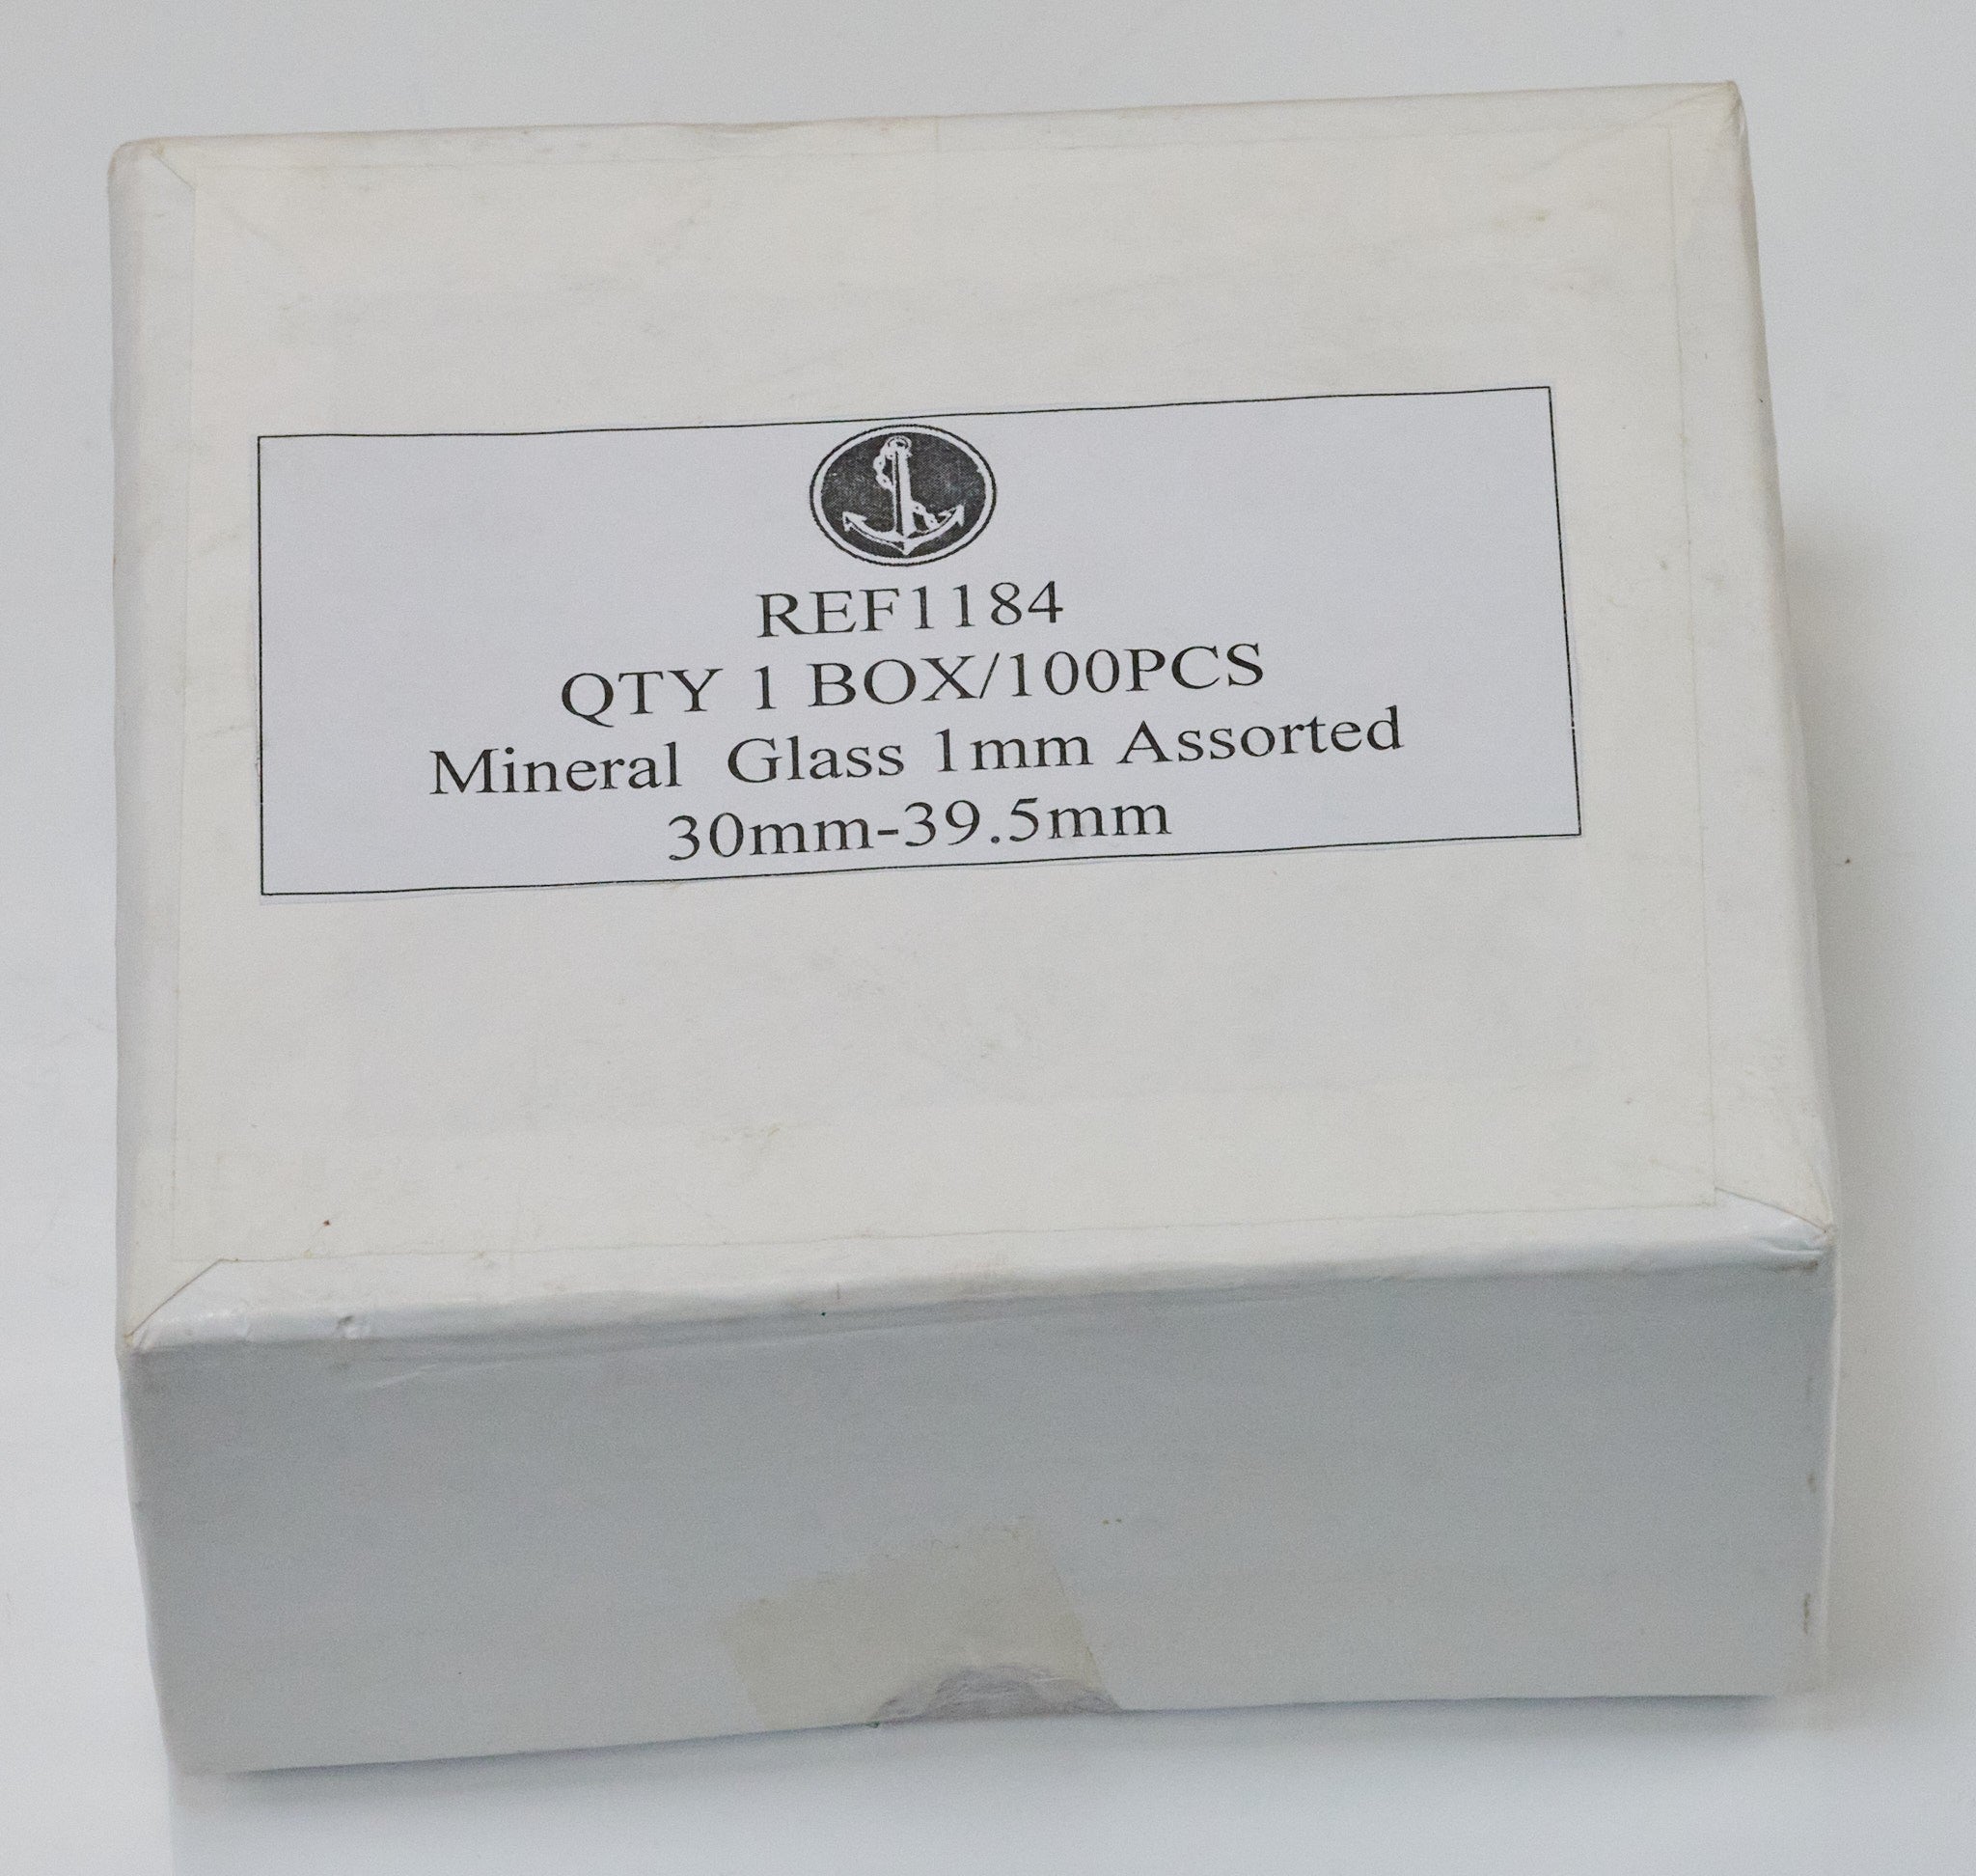 REF1184
QTY 1 BOX/100PCS
Mineral Glass 1mm Assorted
30mm-39.5mm